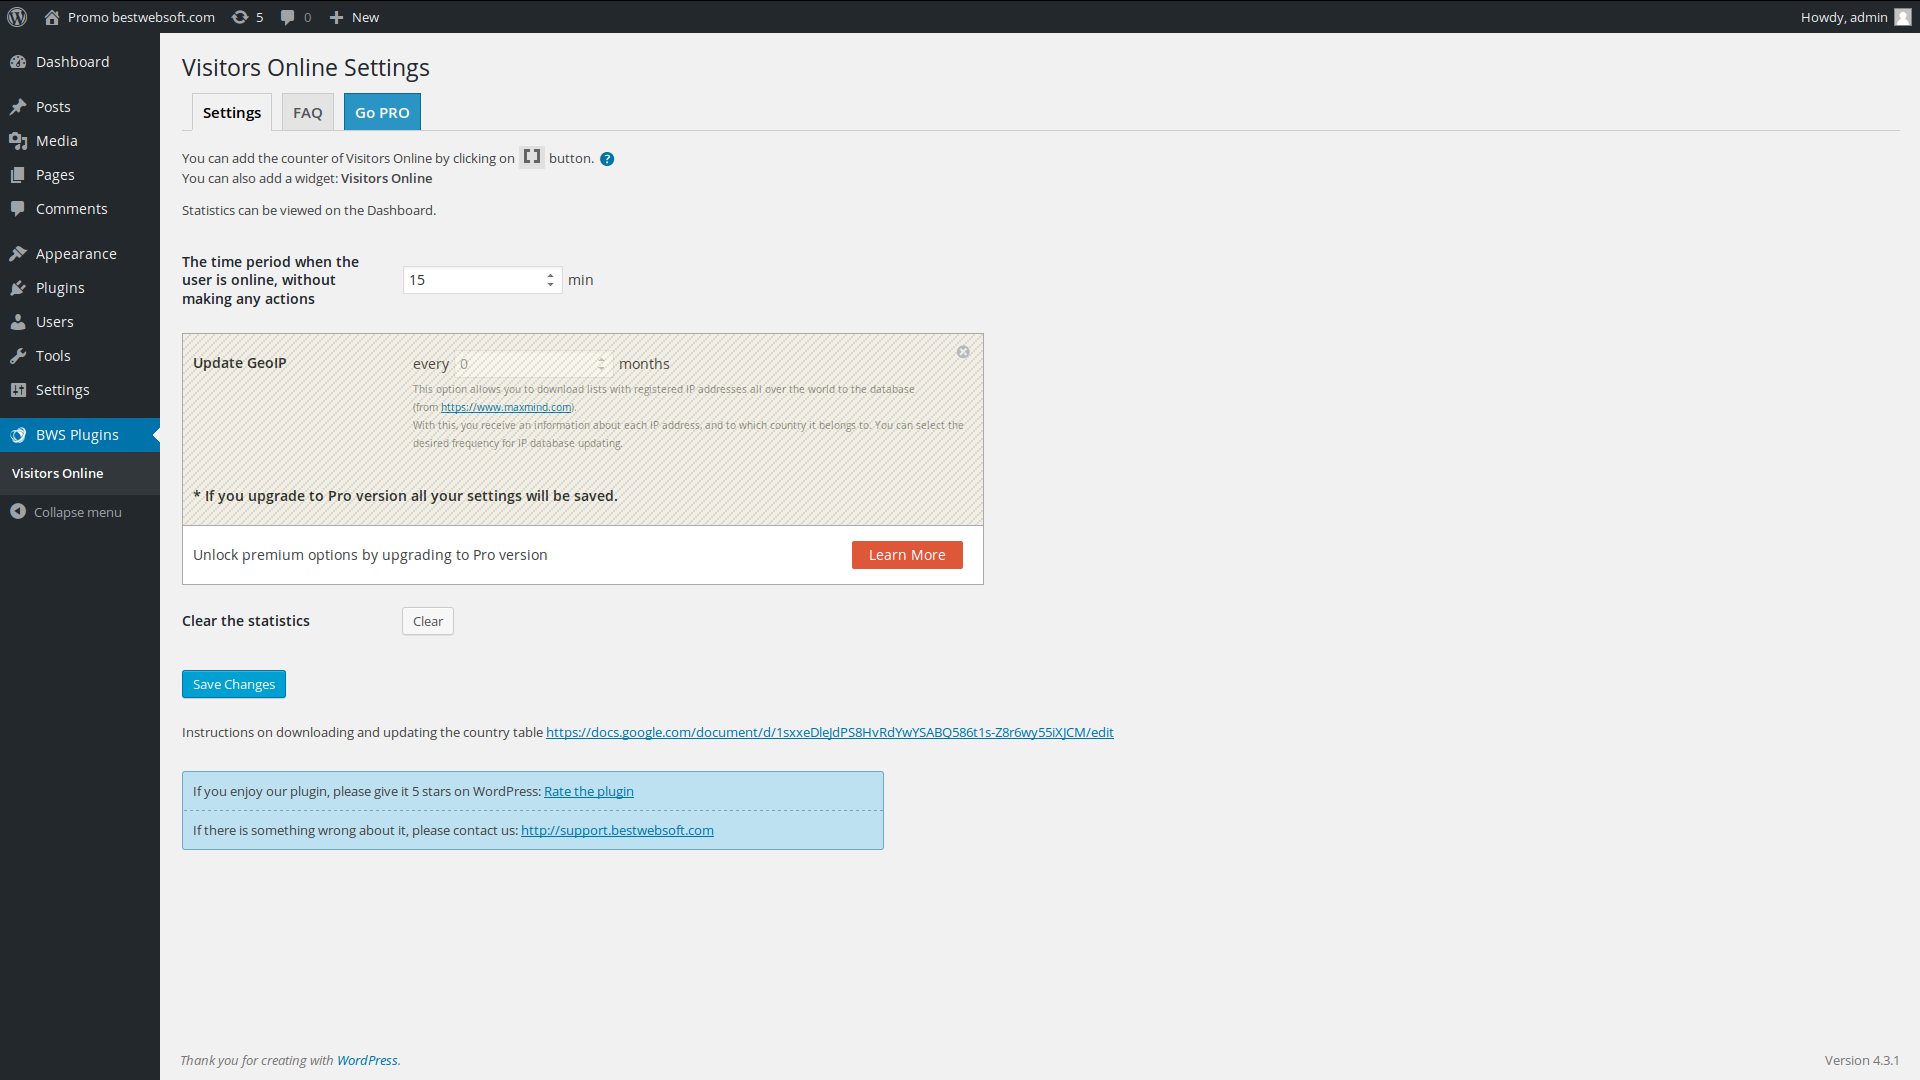 Promo bestwebsoft.com 5 0 New Howdy, admin
Dashboard
Posts
Media
Pages
Comments
Appearance
Plugins
Users
Tools
Settings
BWS Plugins
Visitors Online
Collapse menu
Visitors Online Settings
Settings FAQ Go PRO
You can add the counter of Visitors Online by clicking on [] button. ?
You can also add a widget: Visitors Online
Statistics can be viewed on the Dashboard.
The time period when the
user is online, without
making any actions
15 min
Update GeoIP every 0 months
This option allows you to download lists with registered IP addresses all over the world to the database
(from https://www.maxmind.com).
With this, you receive an information about each IP address, and to which country it belongs to. You can select the
desired frequency for IP database updating.
* If you upgrade to Pro version all your settings will be saved.
Unlock premium options by upgrading to Pro version Learn More
Clear the statistics Clear
Save Changes
Instructions on downloading and updating the country table https://docs.google.com/document/d/1sxxeDleJdPS8HvRdYwYSABQ586t1s-Z8r6wy55iXJCM/edit
If you enjoy our plugin, please give it 5 stars on WordPress: Rate the plugin
If there is something wrong about it, please contact us: http://support.bestwebsoft.com
Thank you for creating with WordPress.
Version 4.3.1